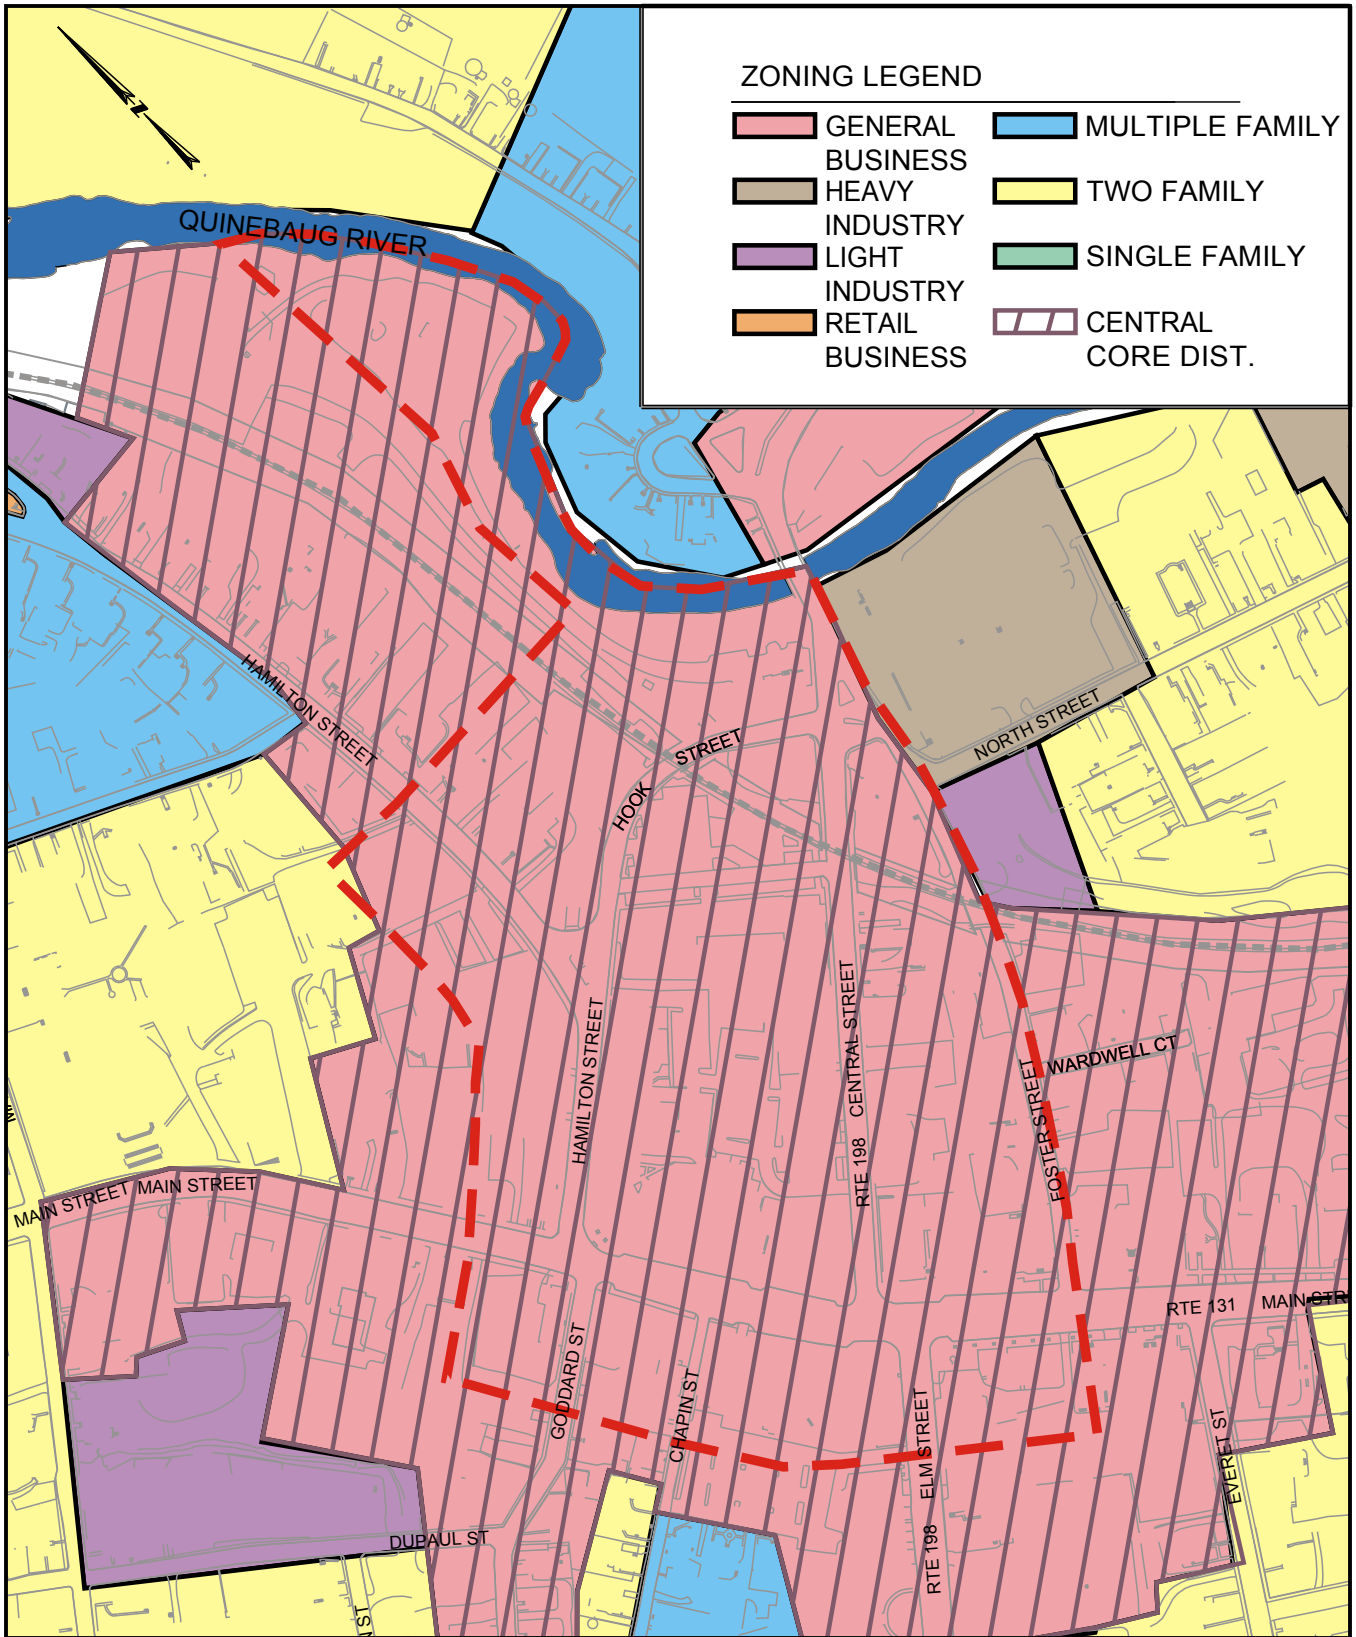 ZONING LEGEND
GENERAL
BUSINESS
MULTIPLE FAMILY
HEAVY
INDUSTRY
TWO FAMILY
LIGHT
INDUSTRY
SINGLE FAMILY
RETAIL
BUSINESS
CENTRAL
CORE DIST.
N
QUINEBAUG RIVER
HAMILTON STREET
HOOK
STREET
NORTH STREET
HAMILTON STREET
CENTRAL STREET
RTE 198
WARDWELL CT
FOSTER STREET
MAIN STREET
MAIN STREET
RTE 131
MAIN STR
GODDARD ST
CHAPIN ST
ELM STREET
RTE 198
EVERET ST
DUPAUL ST
ST